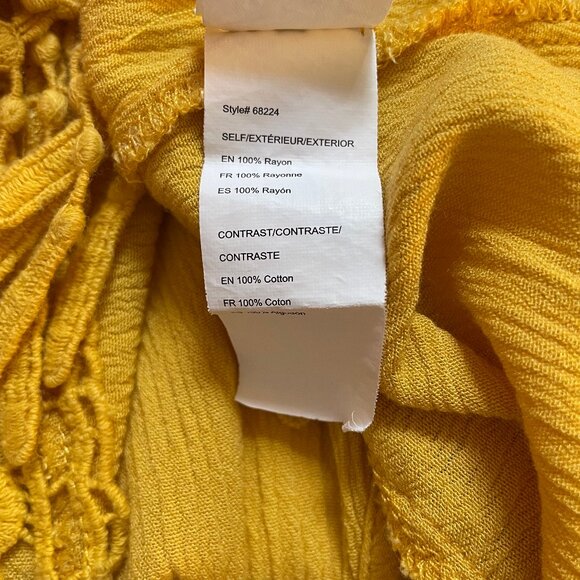 Style# 68224
SELF/EXTÉRIEUR/EXTERIOR
EN 100% Rayon
FR 100% Rayonne
ES 100% Rayón
CONTRAST/CONTRASTE/
CONTRASTE
EN 100% Cotton
FR 100% Coton